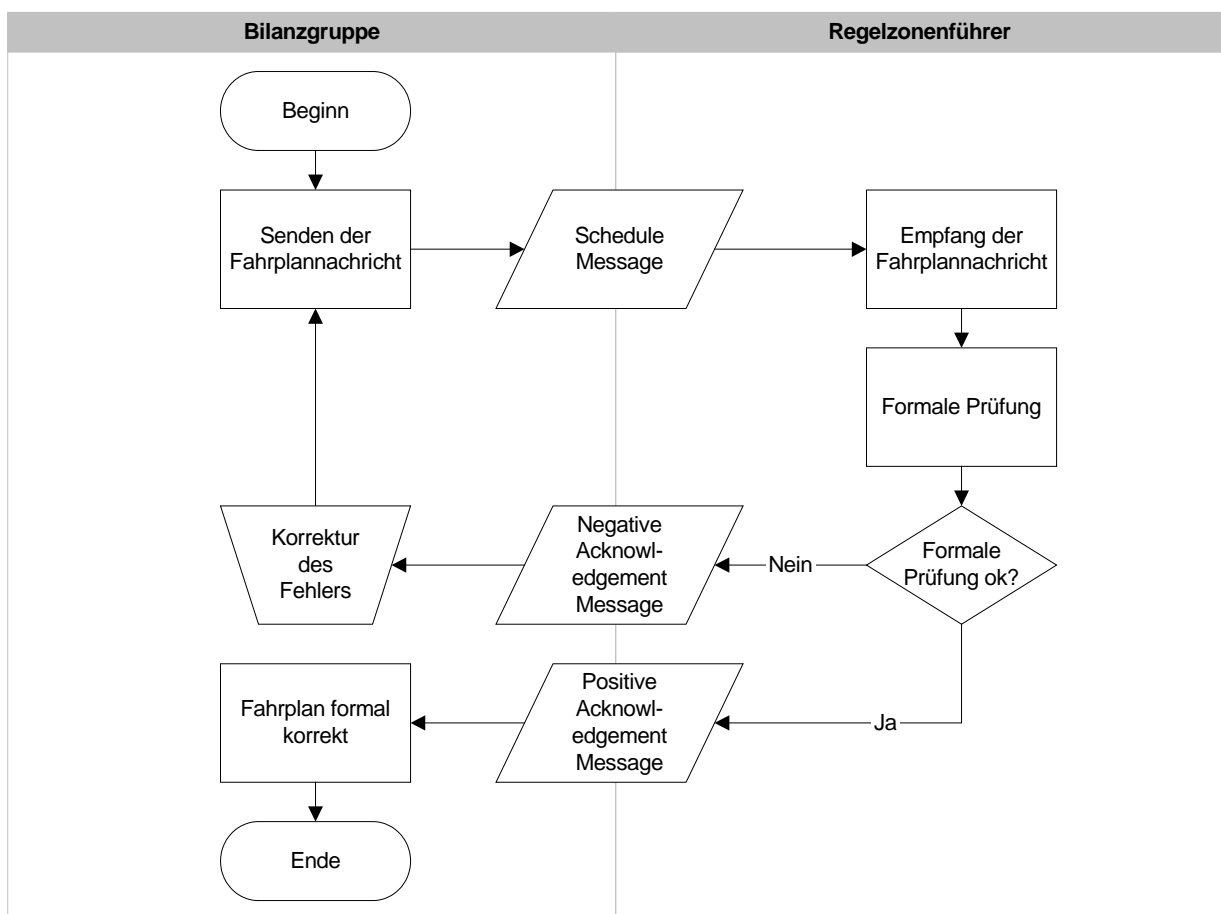 Bilanzgruppe
Regelzonenführer
Beginn
Senden der
Fahrplannachricht
Schedule
Message
Empfang der
Fahrplannachricht
Formale Prüfung
Korrektur
des
Fehlers
Negative
Acknowl-
edgement
Message
Nein
Formale
Prüfung ok?
Fahrplan formal
korrekt
Positive
Acknowl-
edgement
Message
Ja
Ende